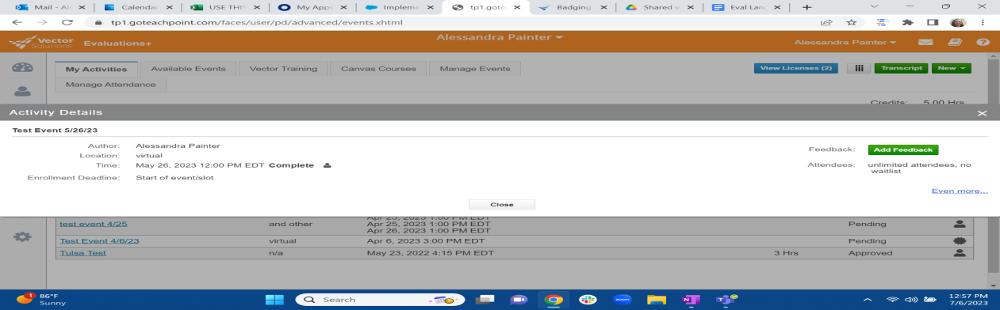 Mail - Al
Calendar
USE THIS
My Apps
Impleme
tp1.gote
Badging
Shared w
Eval Lan
tp1.goteachpoint.com/faces/user/pd/advanced/events.xhtml
Vector Solutions Evaluations+
Alessandra Painter
Alessandra Painter
My Activities
Available Events
Vector Training
Canvas Courses
Manage Events
View Licenses (2)
Transcript
New
Manage Attendance
Credits: 5.00 Hrs
Activity Details
Test Event 5/26/23
Author: Alessandra Painter
Location: virtual
Time: May 26, 2023 12:00 PM EDT Complete
Enrollment Deadline: Start of event/slot
Feedback: Add Feedback
Attendees: unlimited attendees, no
waitlist
Even more...
Close
Apr 25, 2023 1:00 PM EDT
test event 4/25 and other Apr 25, 2023 1:00 PM EDT Pending
Apr 26, 2023 1:00 PM EDT
Test Event 4/6/23 virtual Apr 6, 2023 3:00 PM EDT Pending
Tulsa Test n/a May 23, 2022 4:15 PM EDT 3 Hrs Approved
1
86°F
Sunny
Search
zoom
12:57 PM
7/6/2023